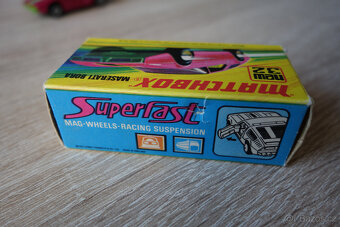 MATCHBOX
MASERATI BORA
NEW
32
Superfast
MAG-WHEELS-RACING SUSPENSION